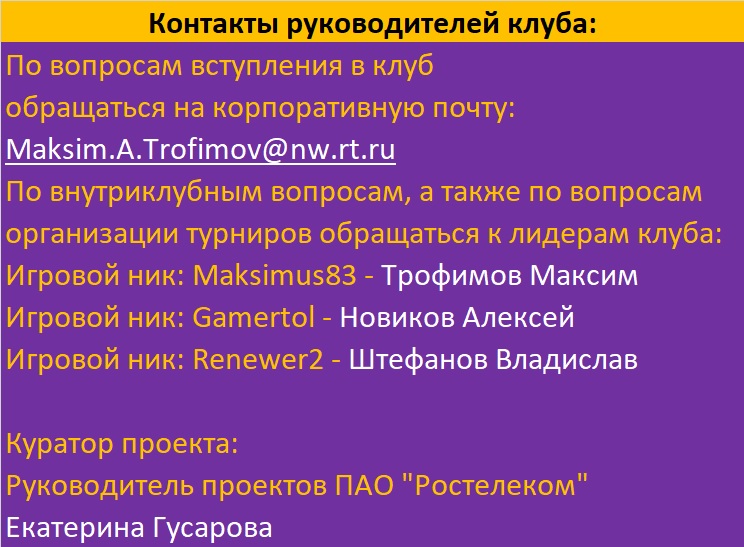 Контакты руководителей клуба:
По вопросам вступления в клуб
обращаться на корпоративную почту:
Maksim.A.Trofimov@nw.rt.ru
По внутриклубным вопросам, а также по вопросам
организации турниров обращаться к лидерам клуба:
Игровой ник: Maksimus83 - Трофимов Максим
Игровой ник: Gamertol - Новиков Алексей
Игровой ник: Renewer2 - Штефанов Владислав
Куратор проекта:
Руководитель проектов ПАО "Ростелеком"
Екатерина Гусарова